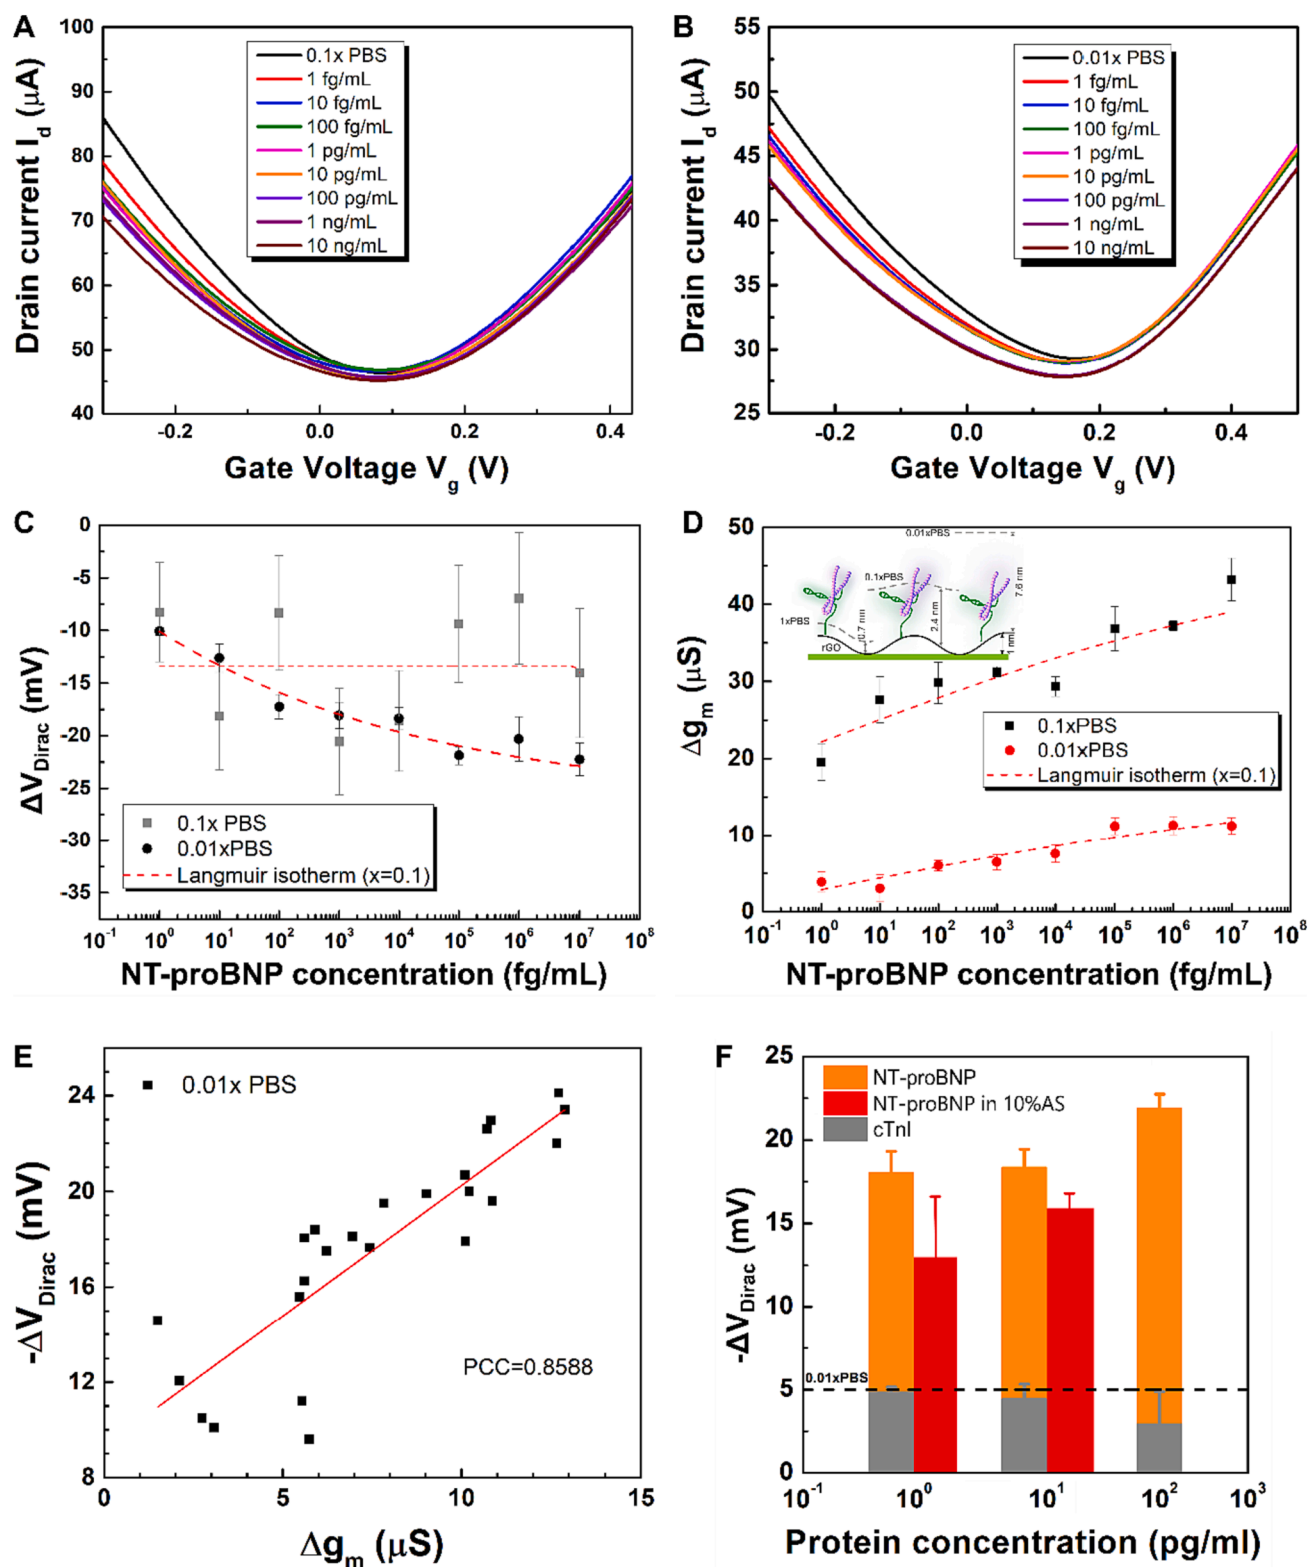 A
Drain current I_d (μA)
100
90
80
70
60
50
40
0.1x PBS
1 fg/mL
10 fg/mL
100 fg/mL
1 pg/mL
10 pg/mL
100 pg/mL
1 ng/mL
10 ng/mL
-0.2 0.0 0.2 0.4
Gate Voltage V_g (V)
B
Drain current I_d (μA)
55
50
45
40
35
30
25
0.01x PBS
1 fg/mL
10 fg/mL
100 fg/mL
1 pg/mL
10 pg/mL
100 pg/mL
1 ng/mL
10 ng/mL
-0.2 0.0 0.2 0.4
Gate Voltage V_g (V)
C
ΔV_Dirac (mV)
0
-5
-10
-15
-20
-25
-30
-35
0.1x PBS
0.01xPBS
Langmuir isotherm (x=0.1)
10^-1 10^0 10^1 10^2 10^3 10^4 10^5 10^6 10^7 10^8
NT-proBNP concentration (fg/mL)
D
Δg_m (μS)
50
40
30
20
10
0
0.01xPBS
0.1xPBS
1xPBS
0.7 nm
2.4 nm
7.6 nm
1 nm
rGO
0.1xPBS
0.01xPBS
Langmuir isotherm (x=0.1)
10^-1 10^0 10^1 10^2 10^3 10^4 10^5 10^6 10^7 10^8
NT-proBNP concentration (fg/mL)
E
-ΔV_Dirac (mV)
24
20
16
12
8
0.01x PBS
PCC=0.8588
0 5 10 15
Δg_m (μS)
F
-ΔV_Dirac (mV)
25
20
15
10
5
0
NT-proBNP
NT-proBNP in 10%AS
cTnI
0.01xPBS
10^-1 10^0 10^1 10^2 10^3
Protein concentration (pg/ml)